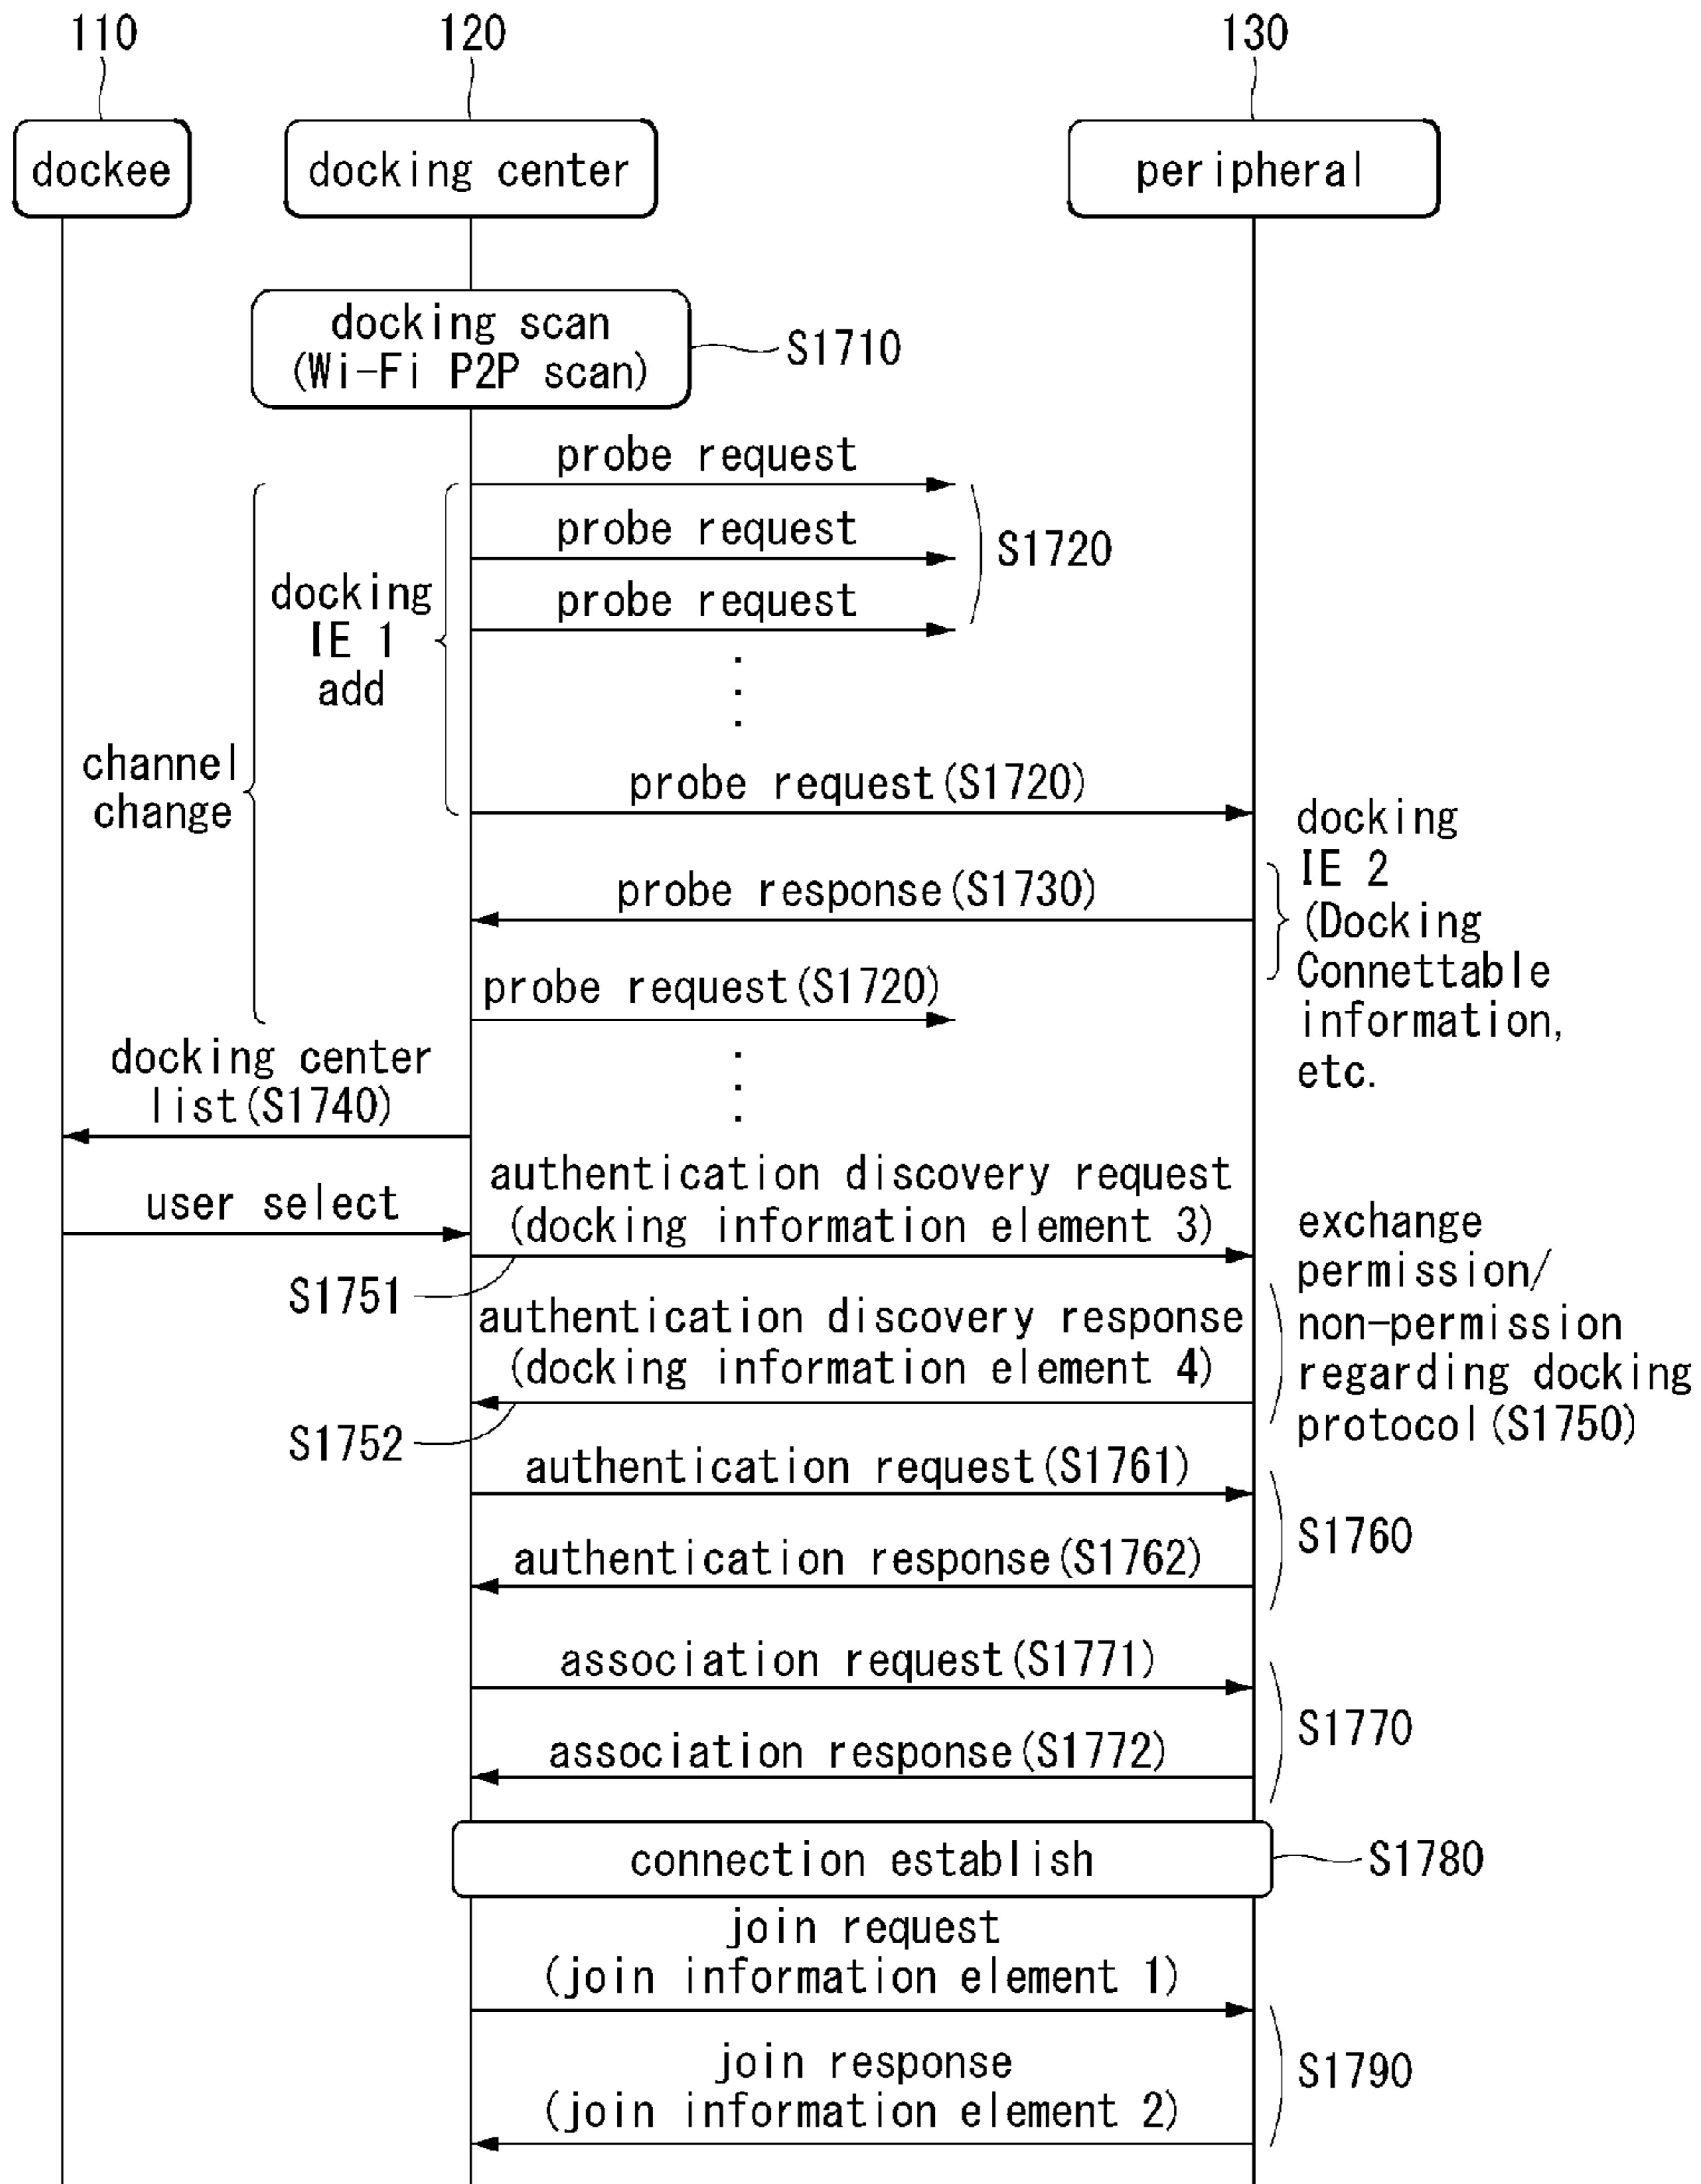 110
120
130
dockee
docking center
peripheral
docking scan
(Wi-Fi P2P scan)
S1710
probe request
probe request
probe request
S1720
docking
IE 1
add
channel
change
probe request(S1720)
probe response(S1730)
docking
IE 2
(Docking
Connettable
information,
etc.
probe request(S1720)
docking center
list(S1740)
user select
authentication discovery request
(docking information element 3)
S1751
authentication discovery response
(docking information element 4)
S1752
exchange
permission/
non-permission
regarding docking
protocol(S1750)
authentication request(S1761)
authentication response(S1762)
S1760
association request(S1771)
association response(S1772)
S1770
connection establish
S1780
join request
(join information element 1)
join response
(join information element 2)
S1790